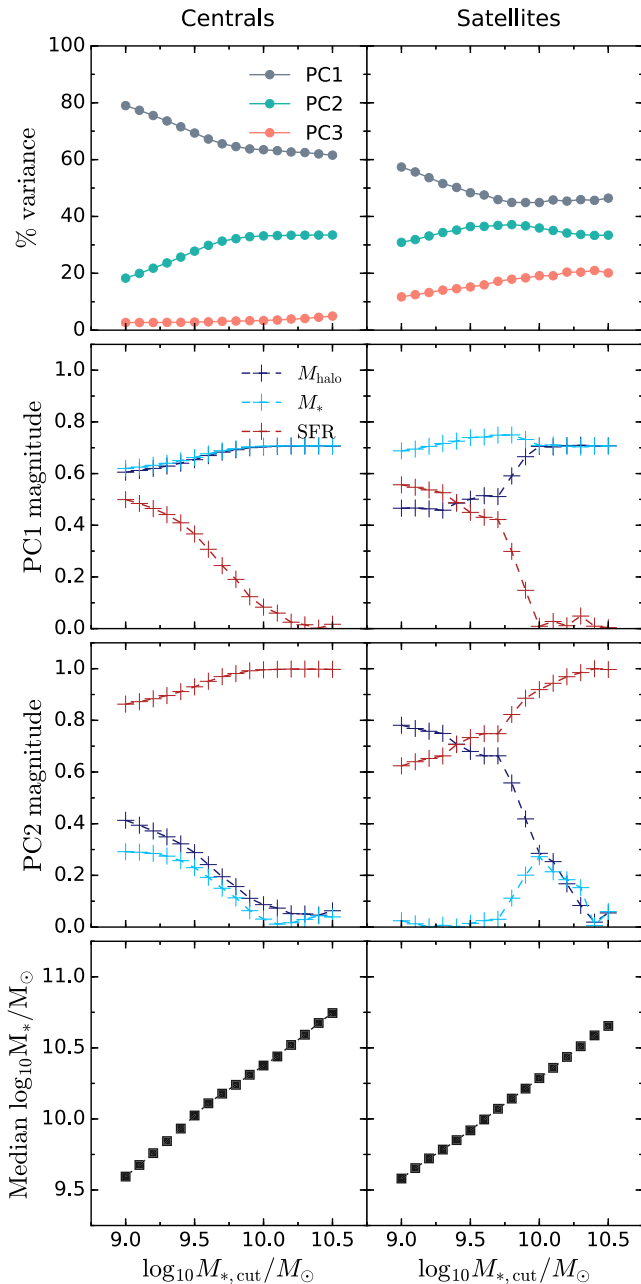 Centrals
Satellites
100
80
60
40
20
0
% variance
PC1
PC2
PC3
1.0
0.8
0.6
0.4
0.2
0.0
PC1 magnitude
M_halo
M_*
SFR
1.0
0.8
0.6
0.4
0.2
0.0
PC2 magnitude
11.0
10.5
10.0
9.5
Median log₁₀M_*/M_⊙
9.0 9.5 10.0 10.5
9.0 9.5 10.0 10.5
log₁₀M_{*,cut}/M_⊙
log₁₀M_{*,cut}/M_⊙